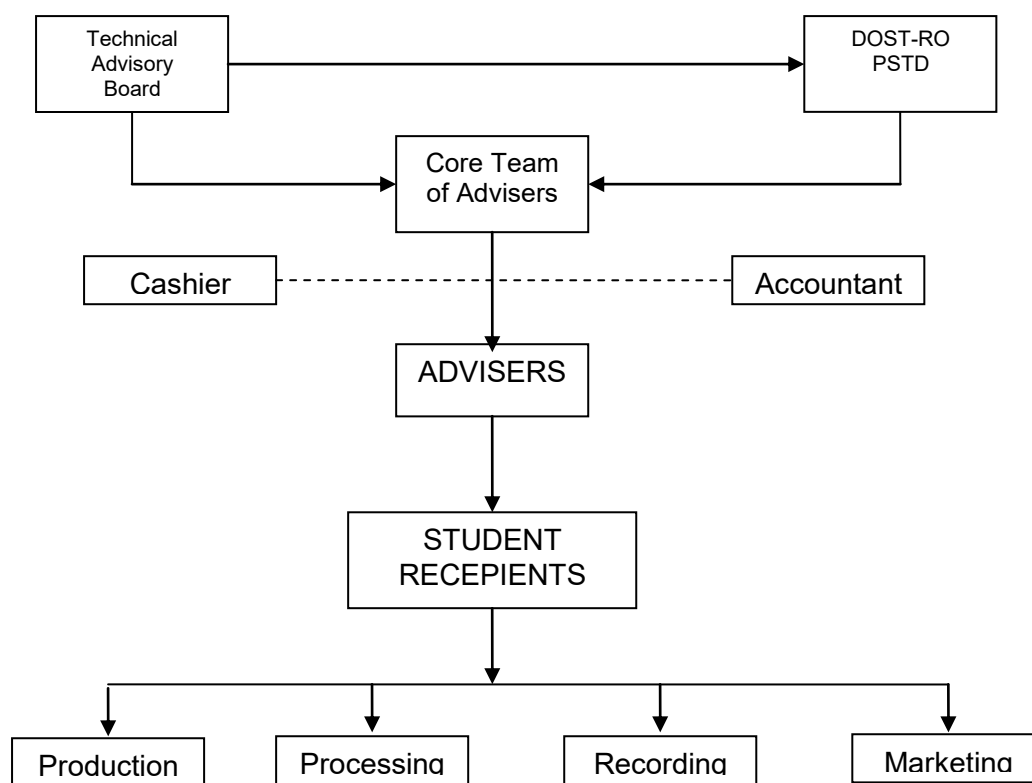 Technical
Advisory
Board
DOST-RO
PSTD
Core Team
of Advisers
Cashier
Accountant
ADVISERS
STUDENT
RECEPIENTS
Production
Processing
Recording
Marketing